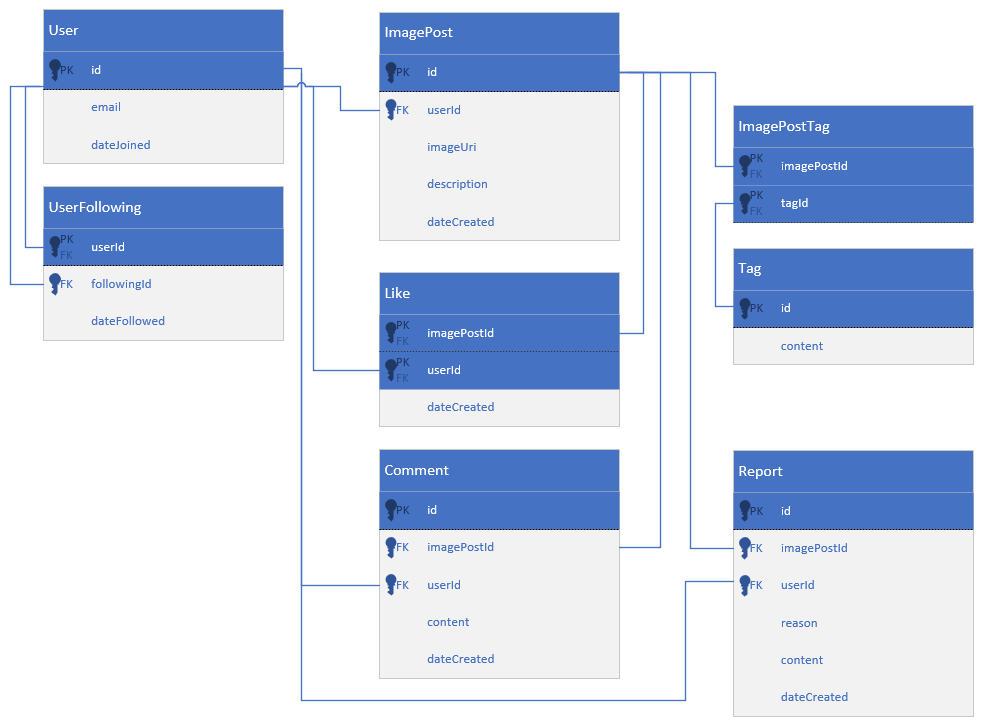 User
PK id
email
dateJoined
UserFollowing
PK
FK
userId
FK followingId
dateFollowed
ImagePost
PK id
FK userId
imageUri
description
dateCreated
Like
PK
FK
imagePostId
PK
FK
userId
dateCreated
Comment
PK id
FK imagePostId
FK userId
content
dateCreated
ImagePostTag
PK
FK
imagePostId
PK
FK
tagId
Tag
PK id
content
Report
PK id
FK imagePostId
FK userId
reason
content
dateCreated